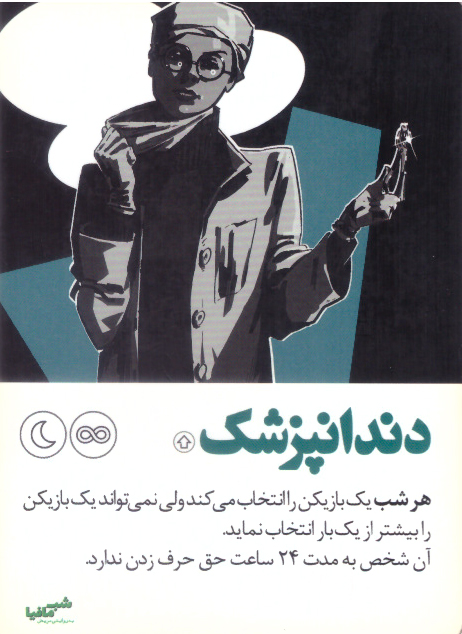 دندانپزشک
هر شب یک بازیکن را انتخاب می‌کند ولی نمی‌تواند یک بازیکن
را بیشتر از یک بار انتخاب نماید.
آن شخص به مدت ۲۴ ساعت حق حرف زدن ندارد.
شب
مافیا